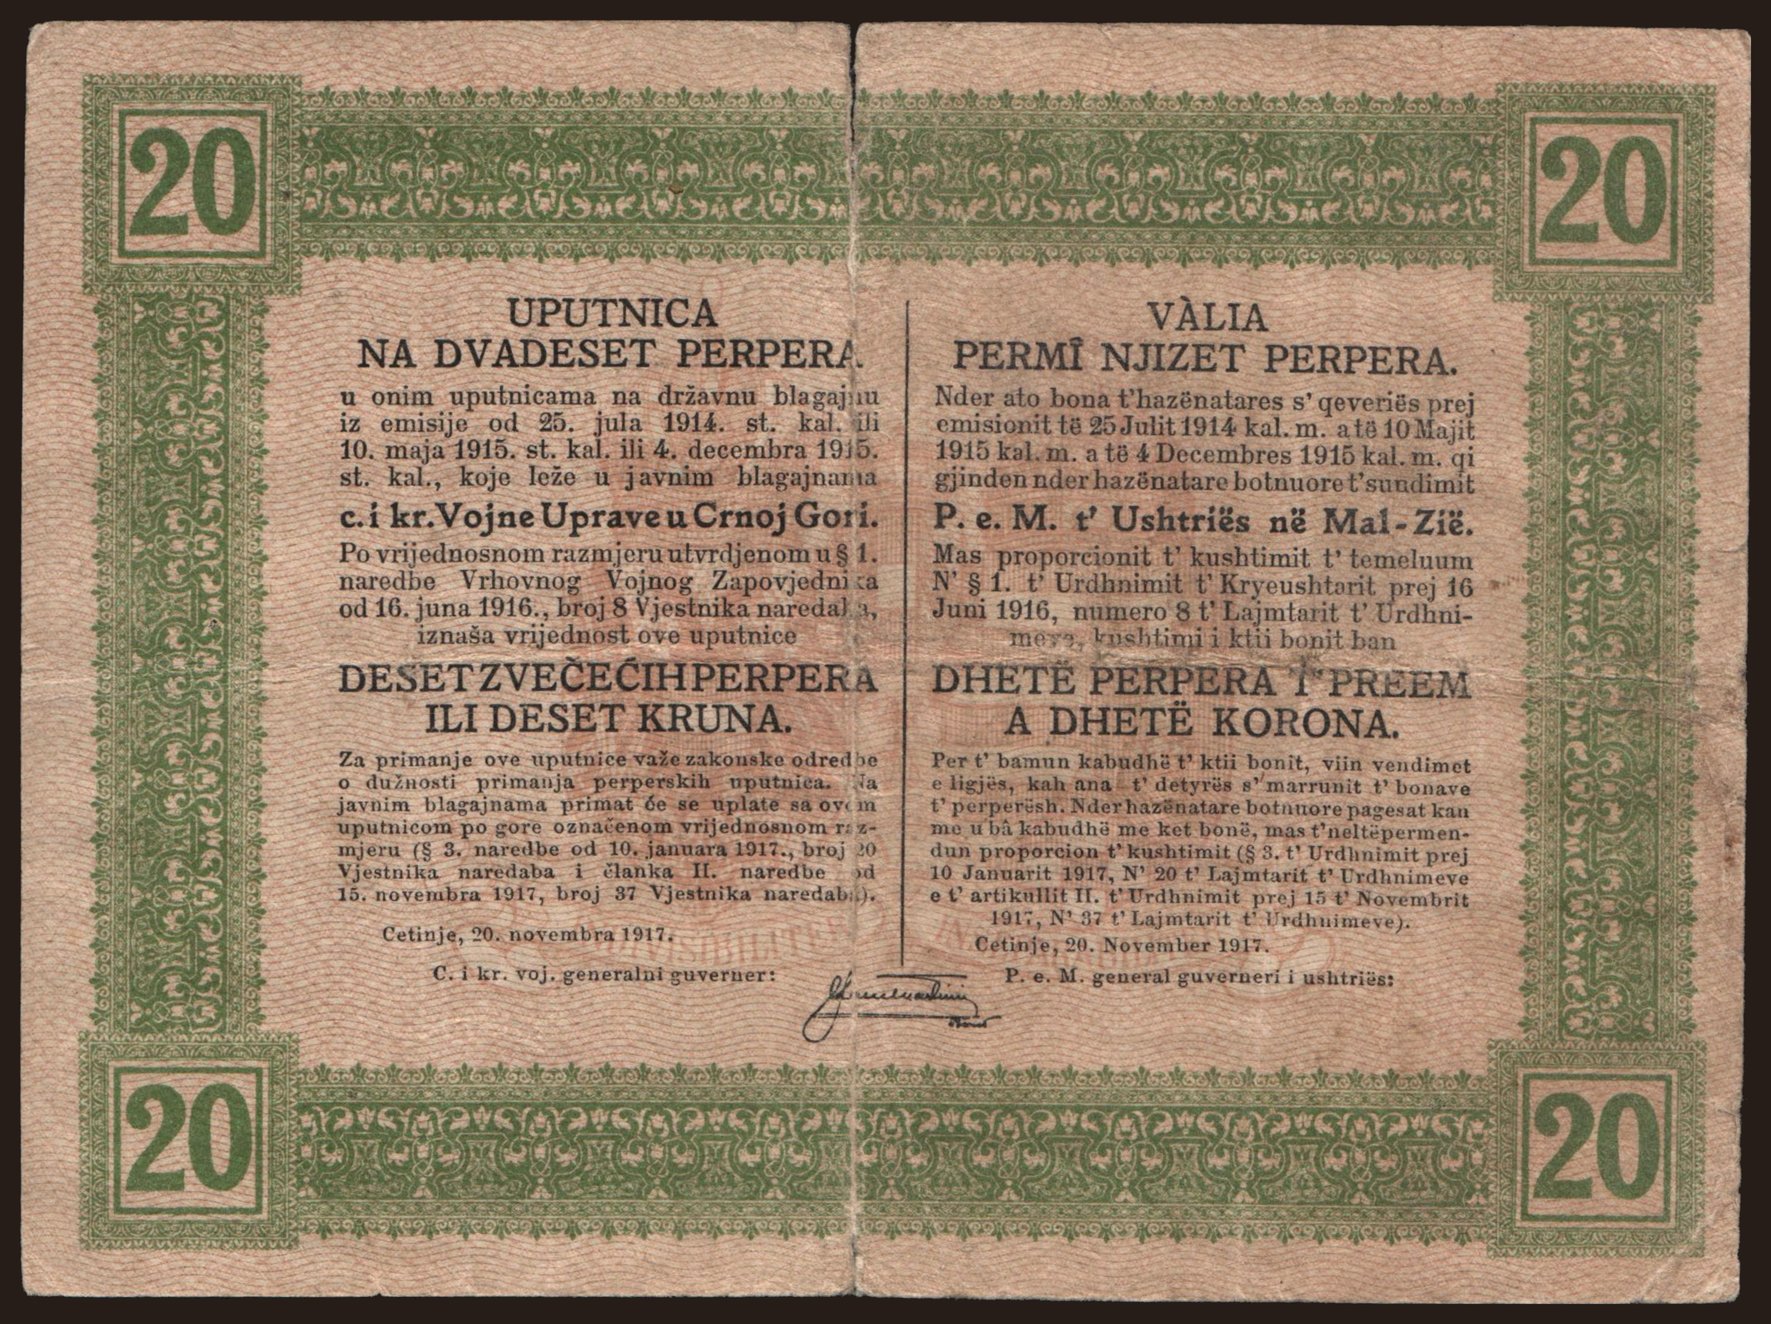 20
20
UPUTNICA
NA DVADESET PERPERA.
u onim uputnicama na državnu blagajnu
iz emisije od 25. jula 1914. st. kal. ili
10. maja 1915. st. kal. ili 4. decembra 1915.
st. kal., koje leže u javnim blagajnama
c. i kr. Vojne Uprave u Crnoj Gori.
Po vrijednosnom razmjeru utvrdjenom u § 1.
naredbe Vrhovnog Vojnog Zapovjednika
od 16. juna 1916., broj 8 Vjestnika naredaba,
iznaša vrijednost ove uputnice
DESET ZVEČEĆIH PERPERA
ILI DESET KRUNA.
Za primanje ove uputnice važe zakonske odredbe
o dužnosti primanja perperskih uputnica. Na
javnim blagajnama primat će se uplate sa ovom
uputnicom po gore označenom vrijednosnom raz-
mjeru (§ 3. naredbe od 10. januara 1917., broj 20
Vjestnika naredaba i članka II. naredbe od
15. novembra 1917, broj 37 Vjestnika naredaba).
Cetinje, 20. novembra 1917.
C. i kr. voj. generalni guverner:
VÀLIA
PERMÎ NJIZET PERPERA.
Nder ato bona t' hazënatares s' qeveriës prej
emisionit të 25 Julit 1914 kal. m. a të 10 Majit
1915 kal. m. a të 4 Decembres 1915 kal. m. qi
gjinden nder hazënatare botnuore t' sundimit
P. e. M. t' Ushtriës në Mal-Zië.
Mas proporcionit t' kushtimit t' temeluum
N' § 1. t' Urdhnimit t' Kryeushtarit prej 16
Juni 1916, numero 8 t' Lajmtarit t' Urdhni-
meve, kushtimi i ktii bonit ban
DHETË PERPERA T' PREEM
A DHETË KORONA.
Per t' bamun kabudhë t' ktii bonit, viin vendimet
e ligjës, kah ana t' detyrës s' marrunit t' bonave
t' perperësh. Nder hazënatare botnuore pagesat kan
me u bâ kabudhë me ket bonë, mas t' neltëpermen-
dun proporcion t' kushtimit (§ 3. t' Urdhnimit prej
10 Januarit 1917, N' 20 t' Lajmtarit t' Urdhnimeve
e t' artikullit II. t' Urdhnimit prej 15 t' Novembrit
1917, N' 37 t' Lajmtarit t' Urdhnimeve).
Cetinje, 20. November 1917.
P. e. M. general guverneri i ushtriës:
20
20